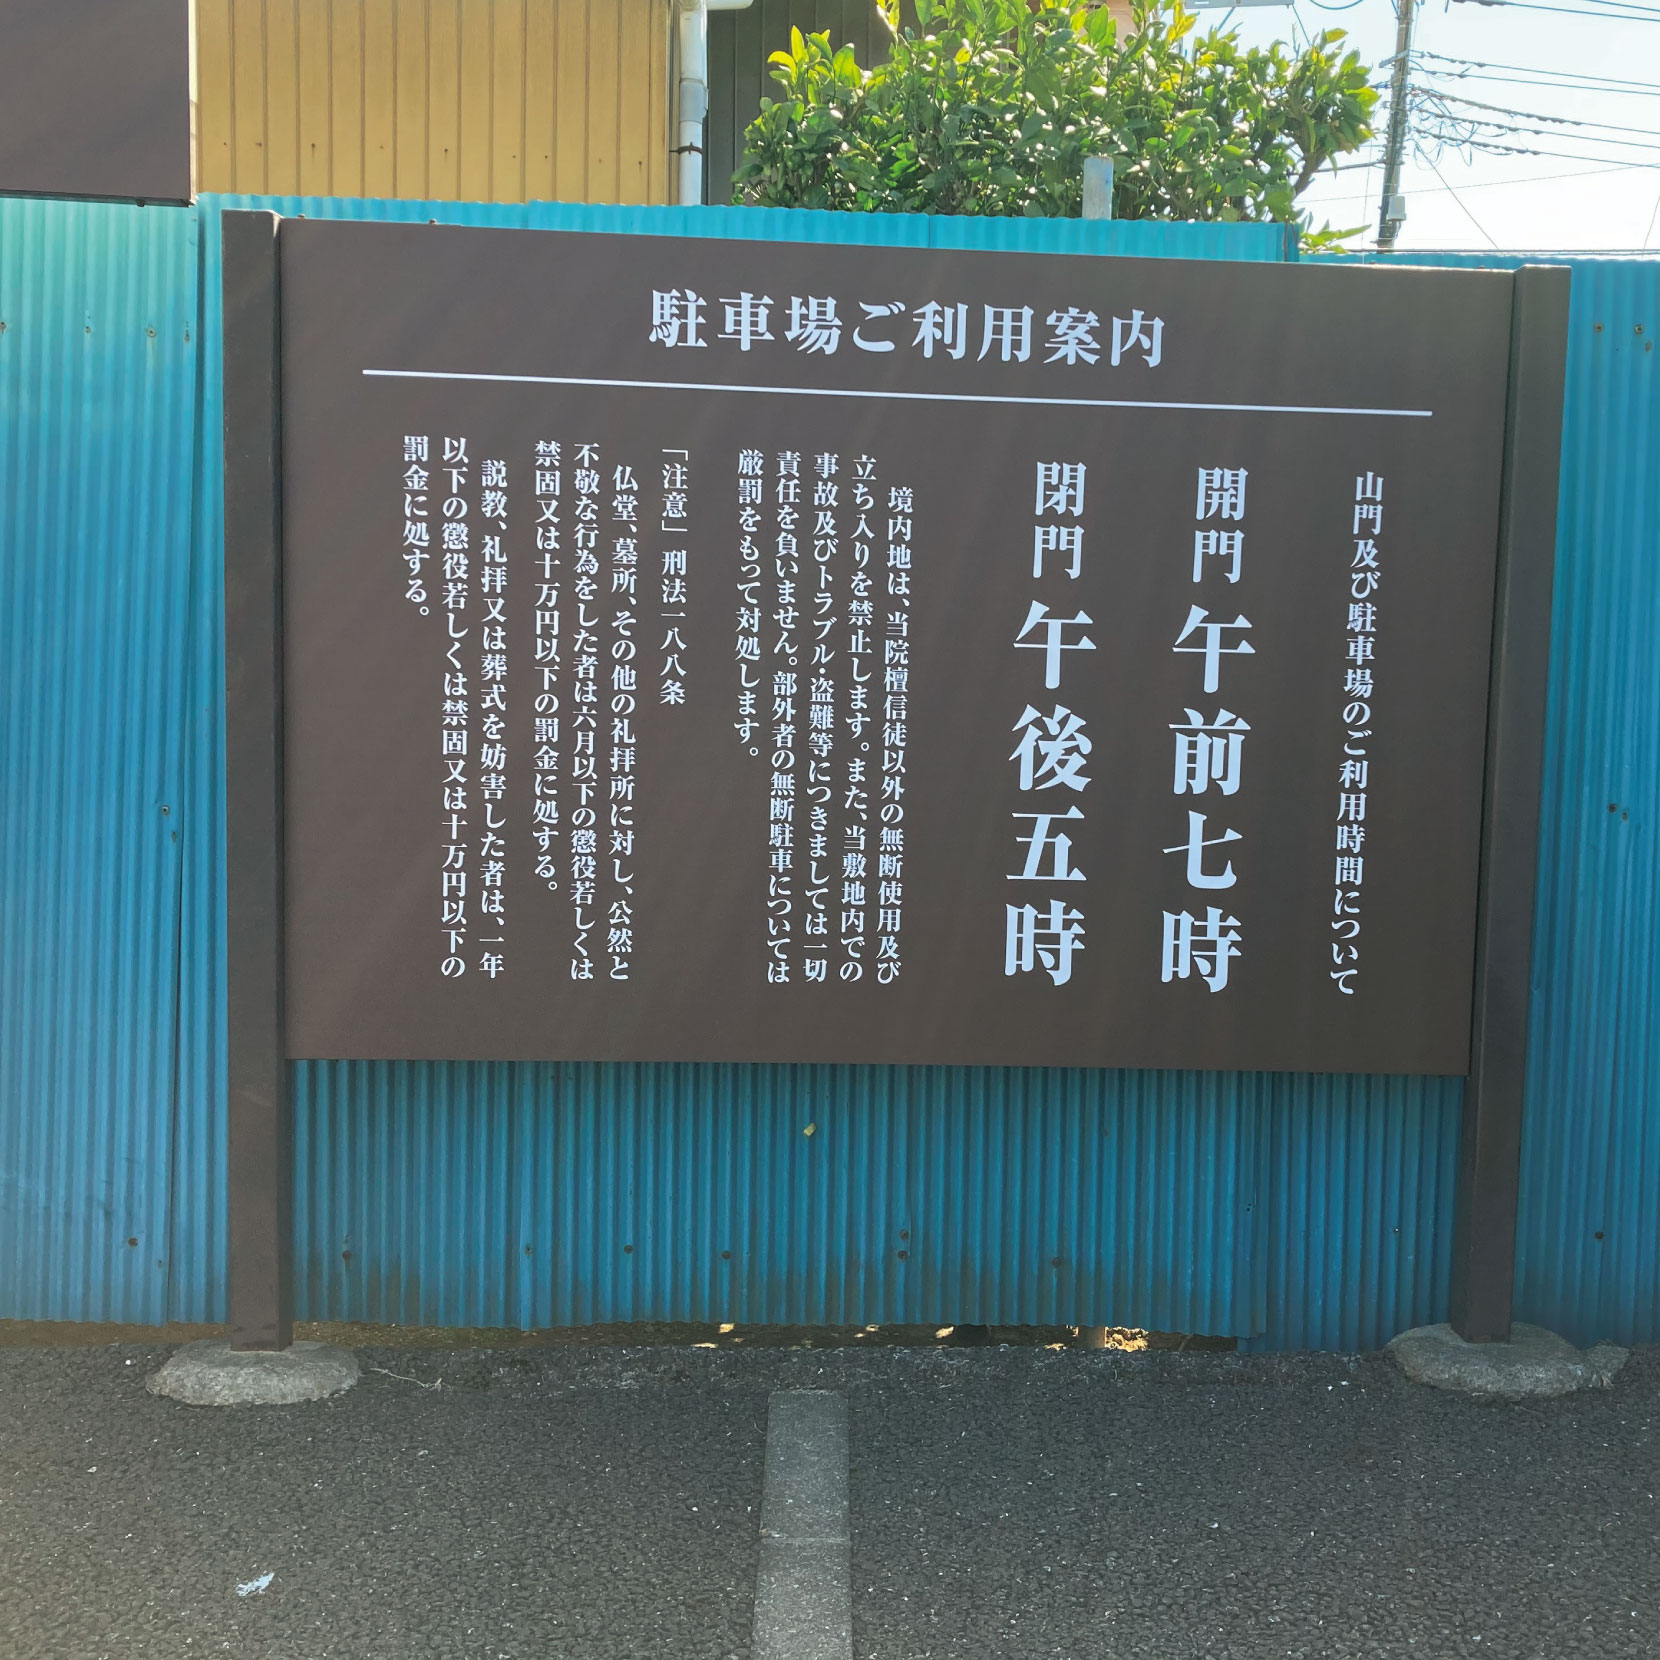 駐車場ご利用案内
山門及び駐車場のご利用時間について
開門 午前七時
閉門 午後五時
境内地は、当院檀信徒以外の無断使用及び
立ち入りを禁止します。また、当敷地内での
事故及びトラブル・盗難等につきましては一切
責任を負いません。部外者の無断駐車については
厳罰をもって対処します。
「注意」刑法一八八条
仏堂、墓所、その他の礼拝所に対し、公然と
不敬な行為をした者は六月以下の懲役若しくは
禁固又は十万円以下の罰金に処する。
説教、礼拝又は葬式を妨害した者は、一年
以下の懲役若しくは禁固又は十万円以下の
罰金に処する。